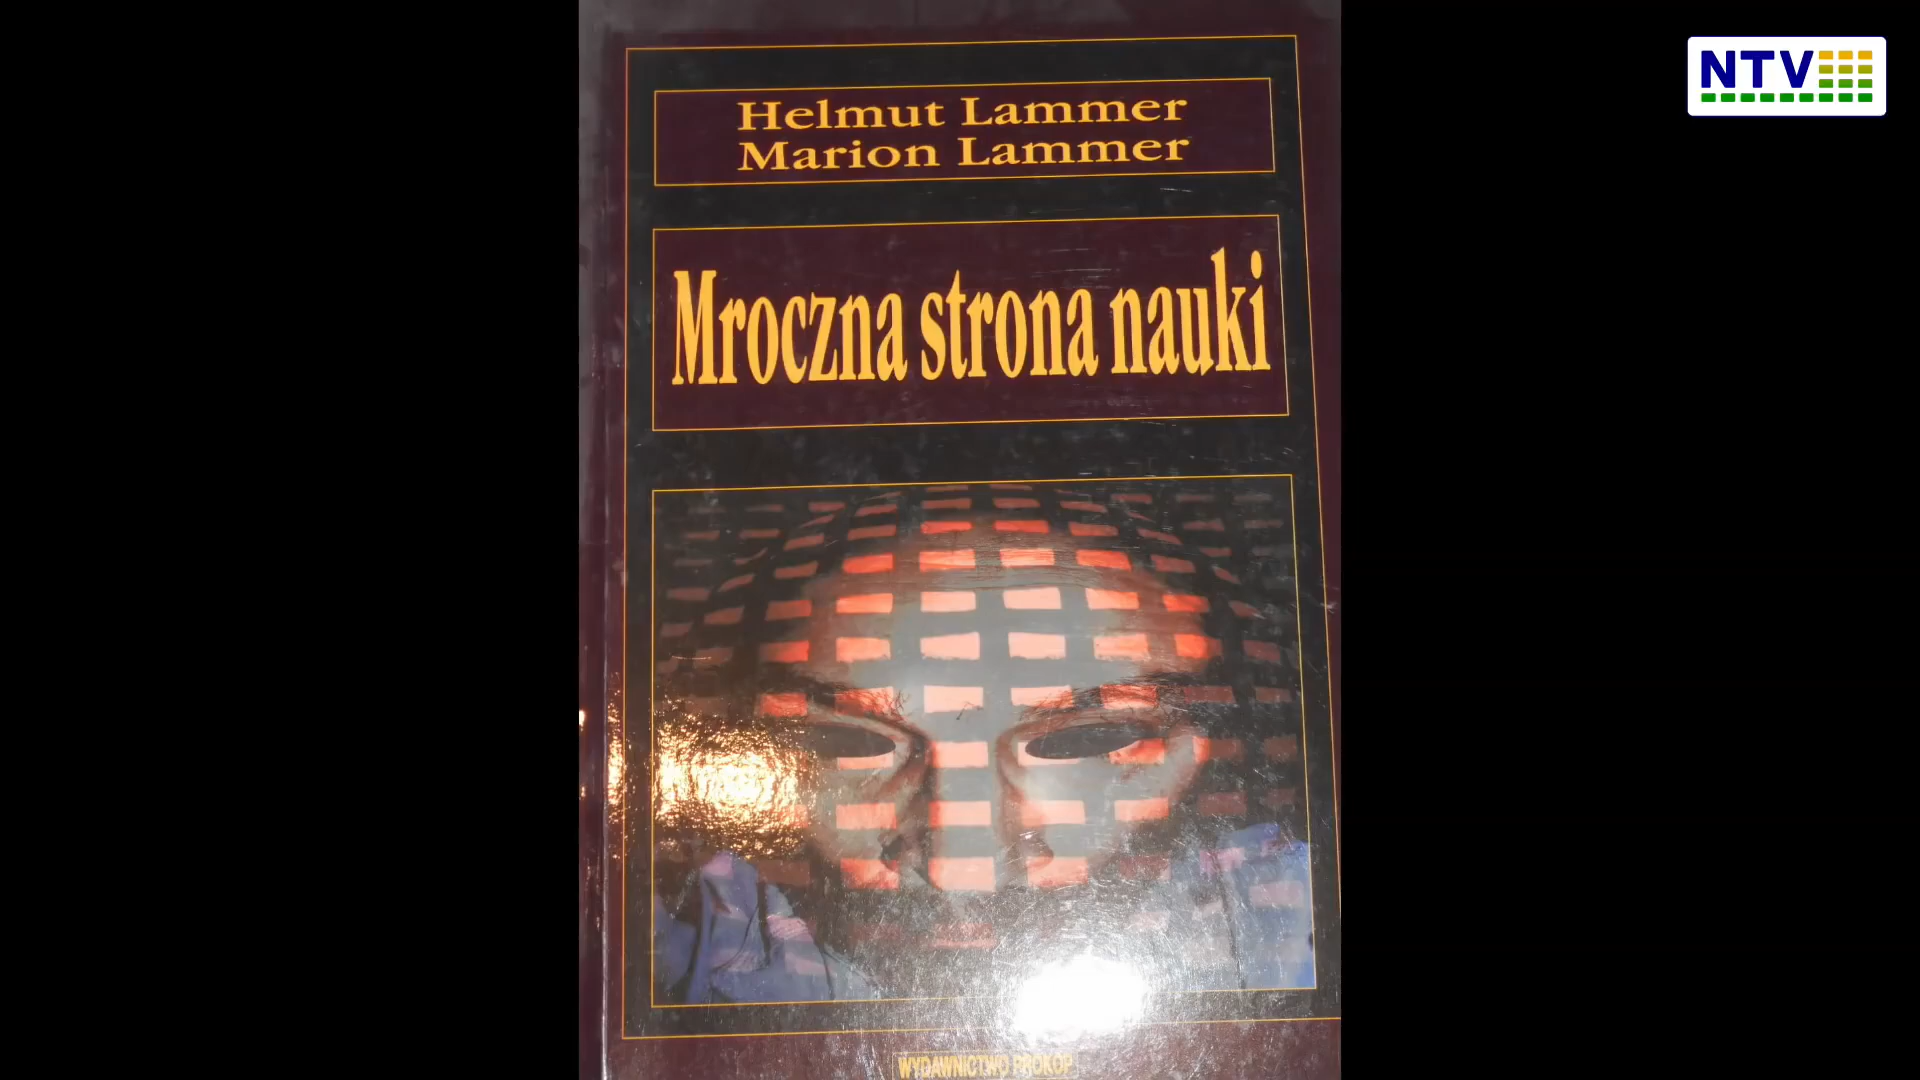 NTV
Helmut Lammer
Marion Lammer
Mroczna strona nauki
WYDAWNICTWO PROKOP